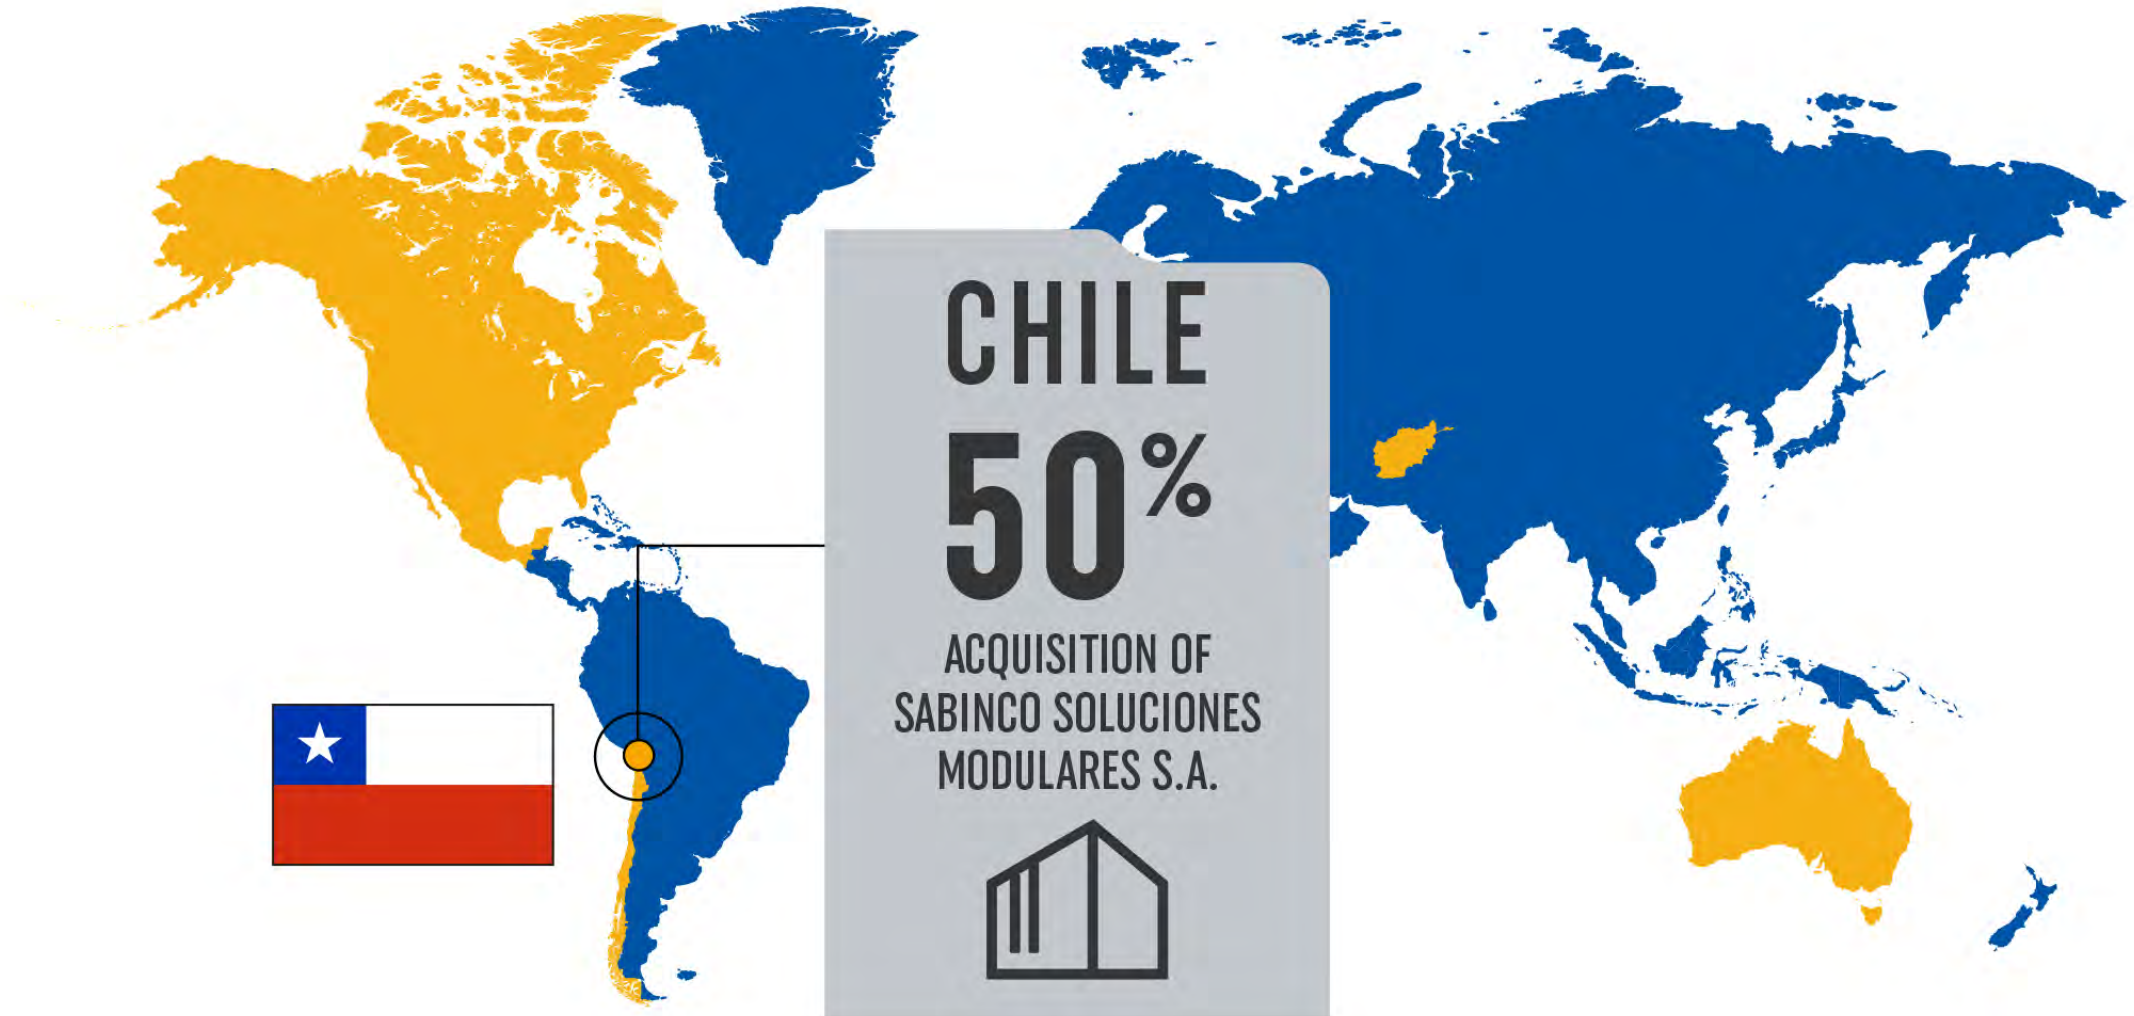 CHILE
50%
ACQUISITION OF
SABINCO SOLUCIONES
MODULARES S.A.